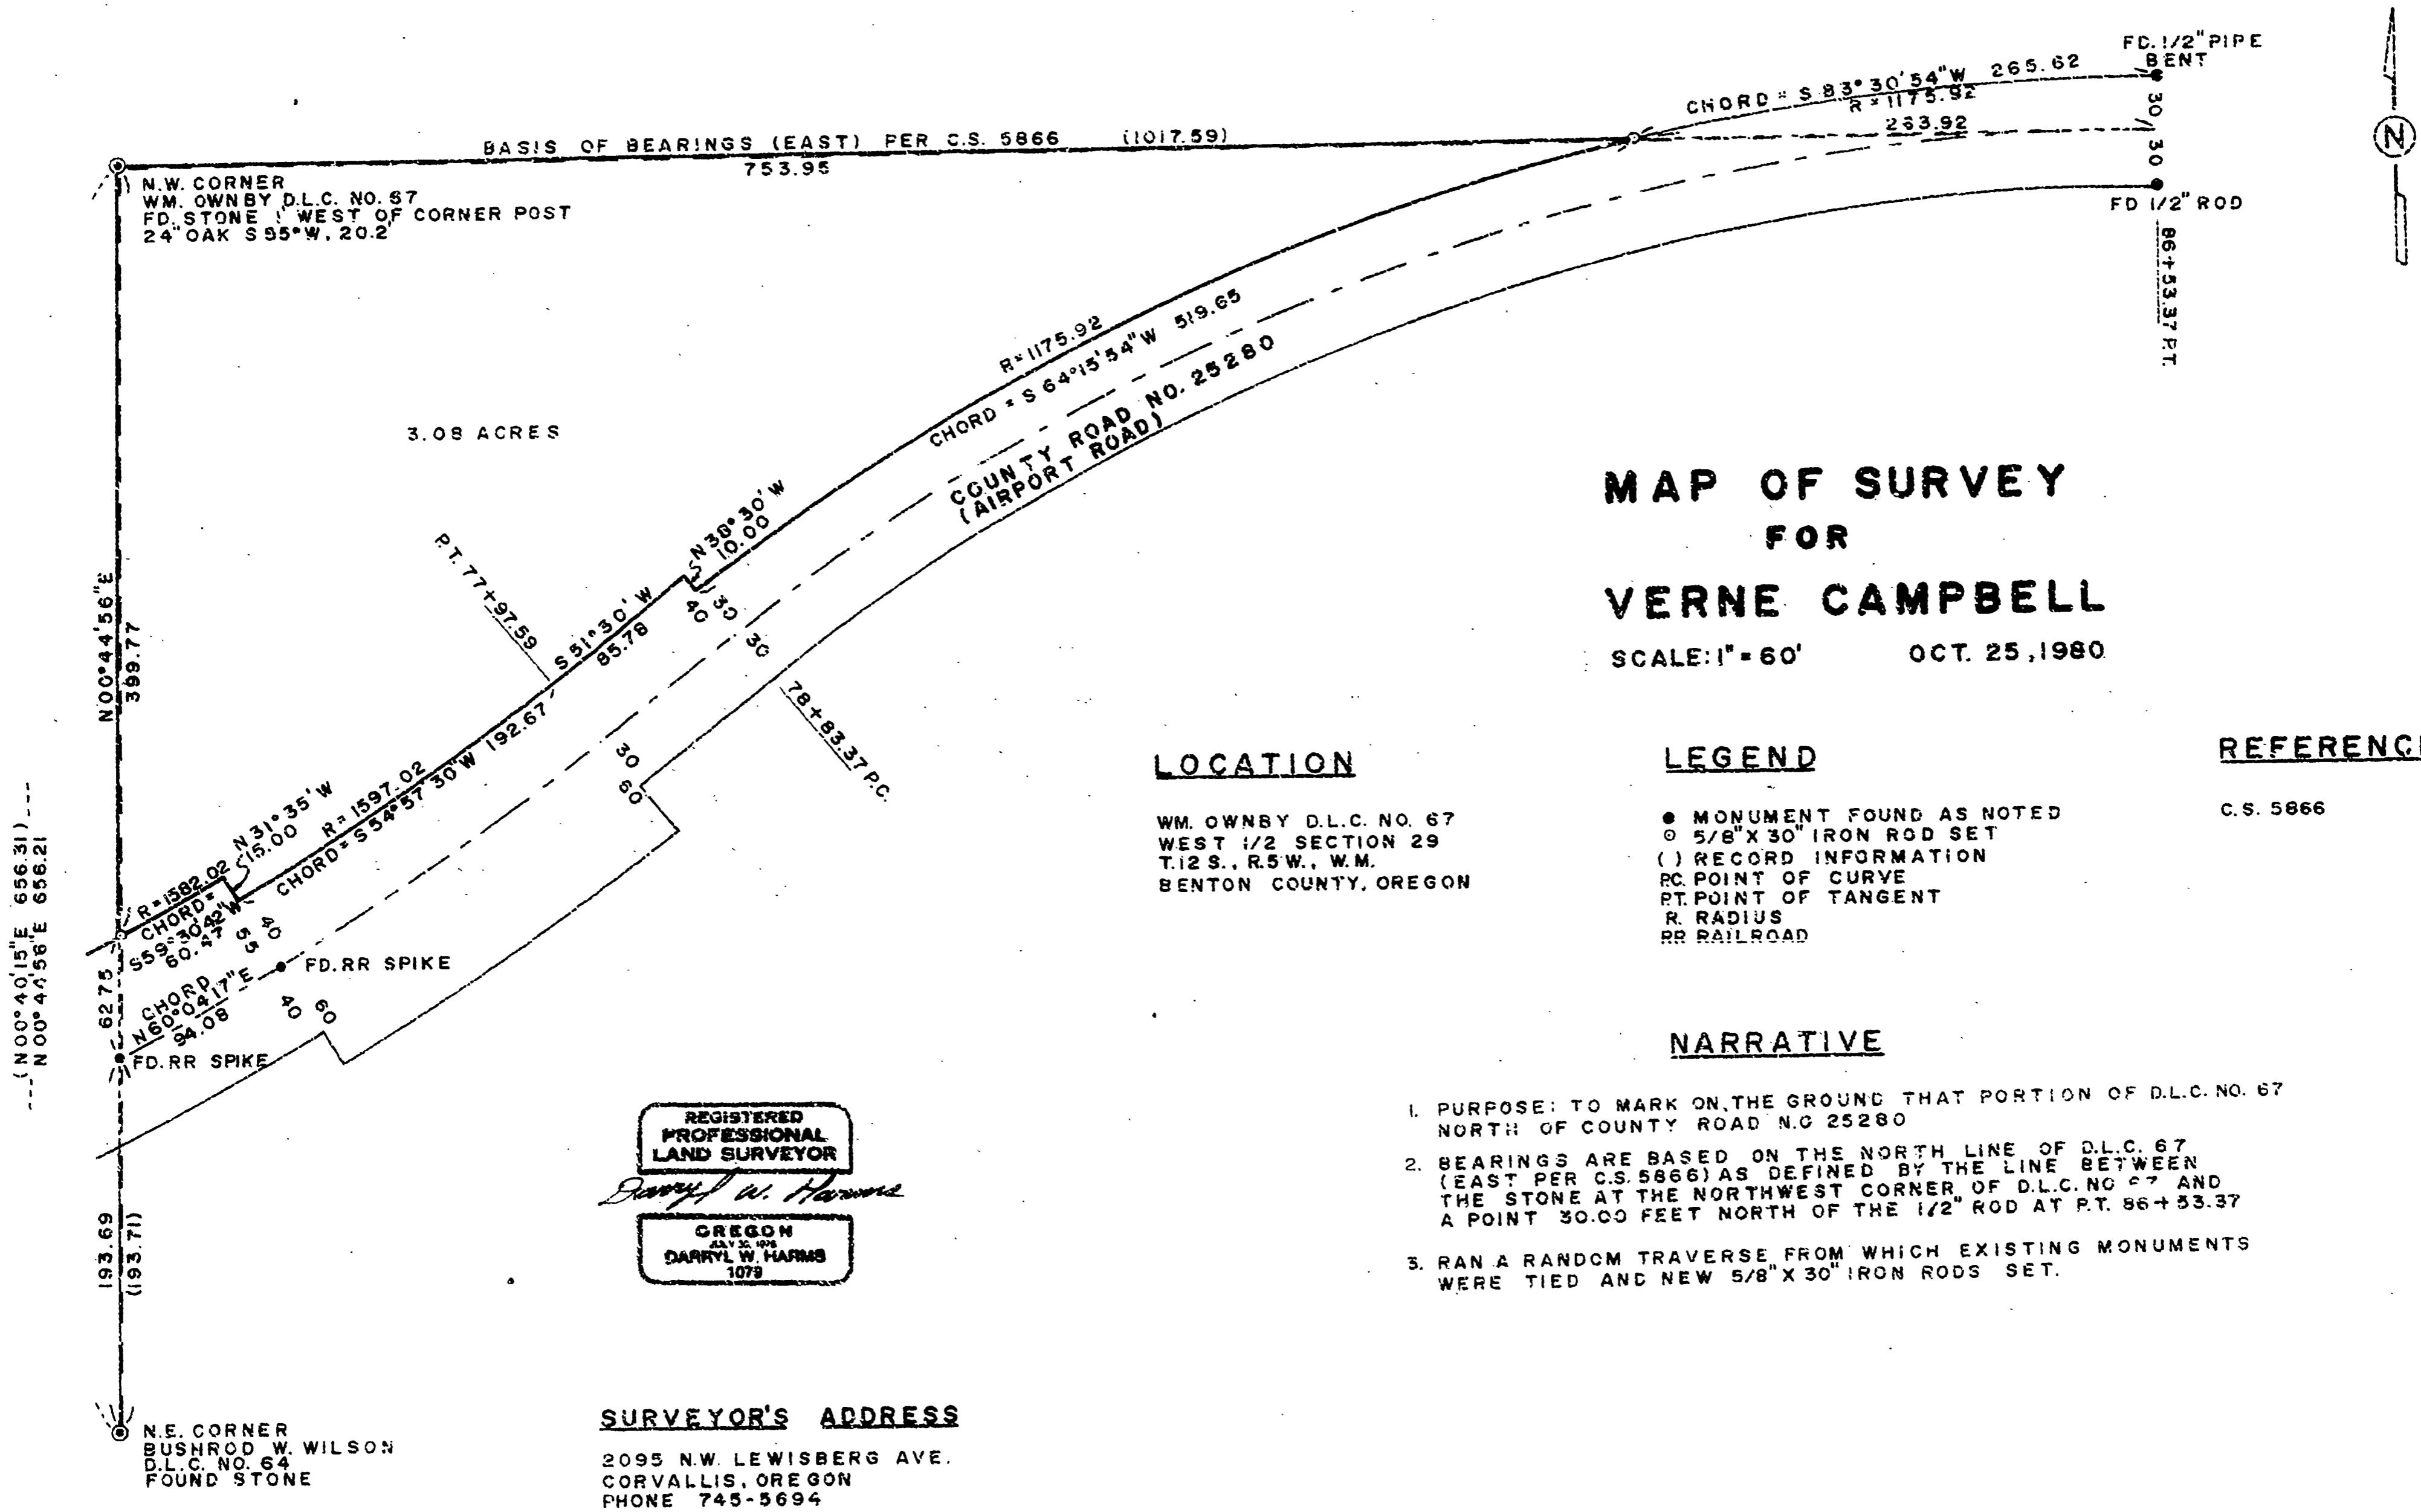 FD. 1/2" PIPE
BENT
CHORD = S 83° 30' 54" W 265.62
R = 1175.92
263.92
30
30
FD 1/2" ROD
86+53.37 P.T.
N
BASIS OF BEARINGS (EAST) PER C.S. 5866 (1017.59)
753.95
N.W. CORNER
WM. OWNBY D.L.C. NO. 67
FD. STONE 1' WEST OF CORNER POST
24" OAK S 55° W, 20.2'
R = 1175.92
CHORD = S 64° 15' 54" W 519.65
COUNTY ROAD NO. 25280
(AIRPORT ROAD)
3.08 ACRES
N 38° 30' W
10.00
P.T. 77+97.59
S 51° 30' W
85.78
30
40
30
78+83.37 P.C.
30
60
N00°44'56"E
399.77
R = 1597.02
CHORD = S 54° 57' 30" W 192.67
N 31° 35' W
15.00
R = 1582.02
CHORD =
S59°30'42"W
60.47
40
55
CHORD
N 60° 04' 17" E
94.08
FD. RR SPIKE
40
60
62.75
FD. RR SPIKE
(N00°40'15"E 656.31)
N00°44'56"E 656.21
193.69
(193.71)
N.E. CORNER
BUSHROD W. WILSON
D.L.C. NO. 64
FOUND STONE
MAP OF SURVEY
FOR
VERNE CAMPBELL
SCALE: 1" = 60' OCT. 25, 1980
LOCATION
WM. OWNBY D.L.C. NO. 67
WEST 1/2 SECTION 29
T.12 S., R.5 W., W.M.
BENTON COUNTY, OREGON
LEGEND
● MONUMENT FOUND AS NOTED
⊙ 5/8" X 30" IRON ROD SET
( ) RECORD INFORMATION
P.C. POINT OF CURVE
P.T. POINT OF TANGENT
R. RADIUS
RR RAILROAD
REFERENC
C.S. 5866
NARRATIVE
1. PURPOSE: TO MARK ON THE GROUND THAT PORTION OF D.L.C. NO. 67
NORTH OF COUNTY ROAD N.O 25280
2. BEARINGS ARE BASED ON THE NORTH LINE OF D.L.C. 67
(EAST PER C.S. 5866) AS DEFINED BY THE LINE BETWEEN
THE STONE AT THE NORTHWEST CORNER OF D.L.C. NO 67 AND
A POINT 30.00 FEET NORTH OF THE 1/2" ROD AT P.T. 86+53.37
3. RAN A RANDOM TRAVERSE FROM WHICH EXISTING MONUMENTS
WERE TIED AND NEW 5/8" X 30" IRON RODS SET.
REGISTERED
PROFESSIONAL
LAND SURVEYOR
Darryl W. Harms
OREGON
DARRYL W. HARMS
1079
SURVEYOR'S ADDRESS
2095 N.W. LEWISBERG AVE.
CORVALLIS, OREGON
PHONE 745-5694